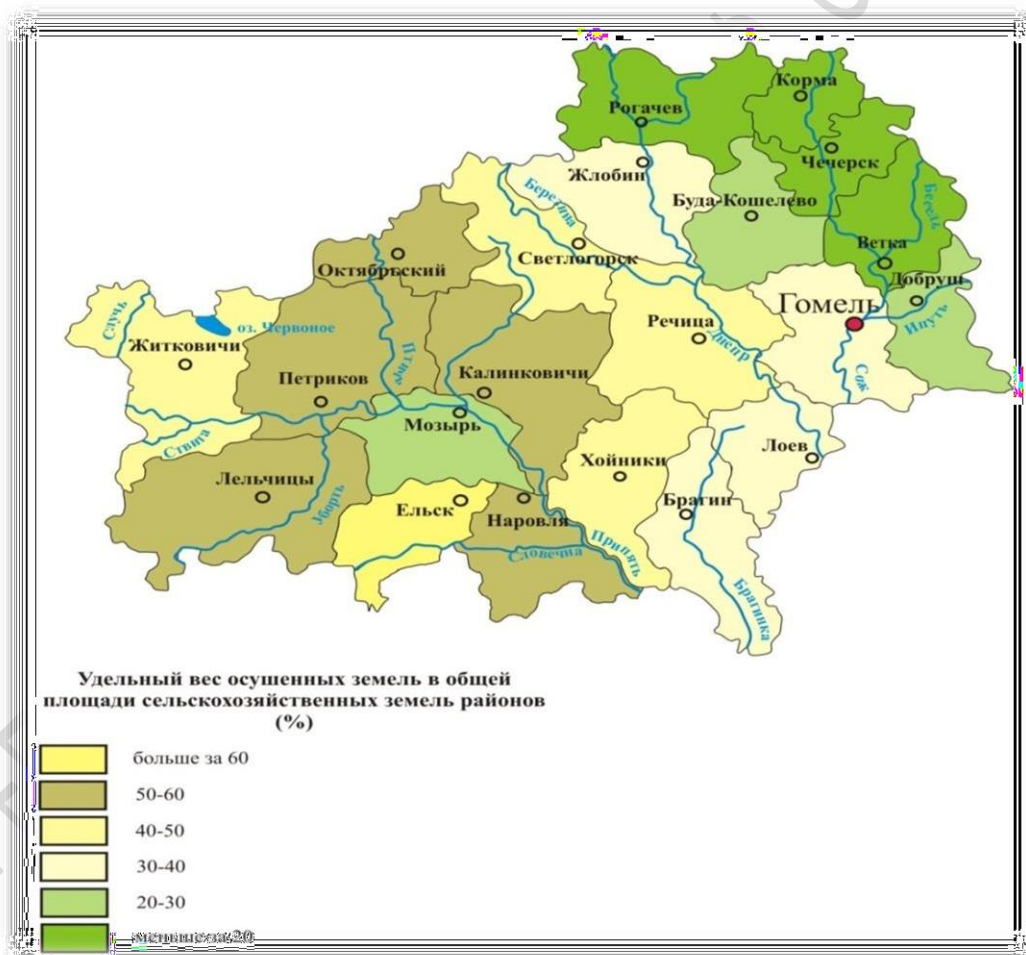 Корма
Рогачев
Чечерск
Жлобин
Беседь
Березина
Буда-Кошелево
Ветка
Светлогорск
Октябрьский
Добруш
Гомель
Случь
оз. Червоное
Речица
Ипуть
Житковичи
Птичь
Днепр
Петриков
Калинковичи
Сож
Мозырь
Ствига
Лоев
Хойники
Лельчицы
Уборть
Ельск
Наровля
Брагин
Припять
Словечна
Брагинка
Удельный вес осушенных земель в общей
площади сельскохозяйственных земель районов
(%)
больше за 60
50-60
40-50
30-40
20-30